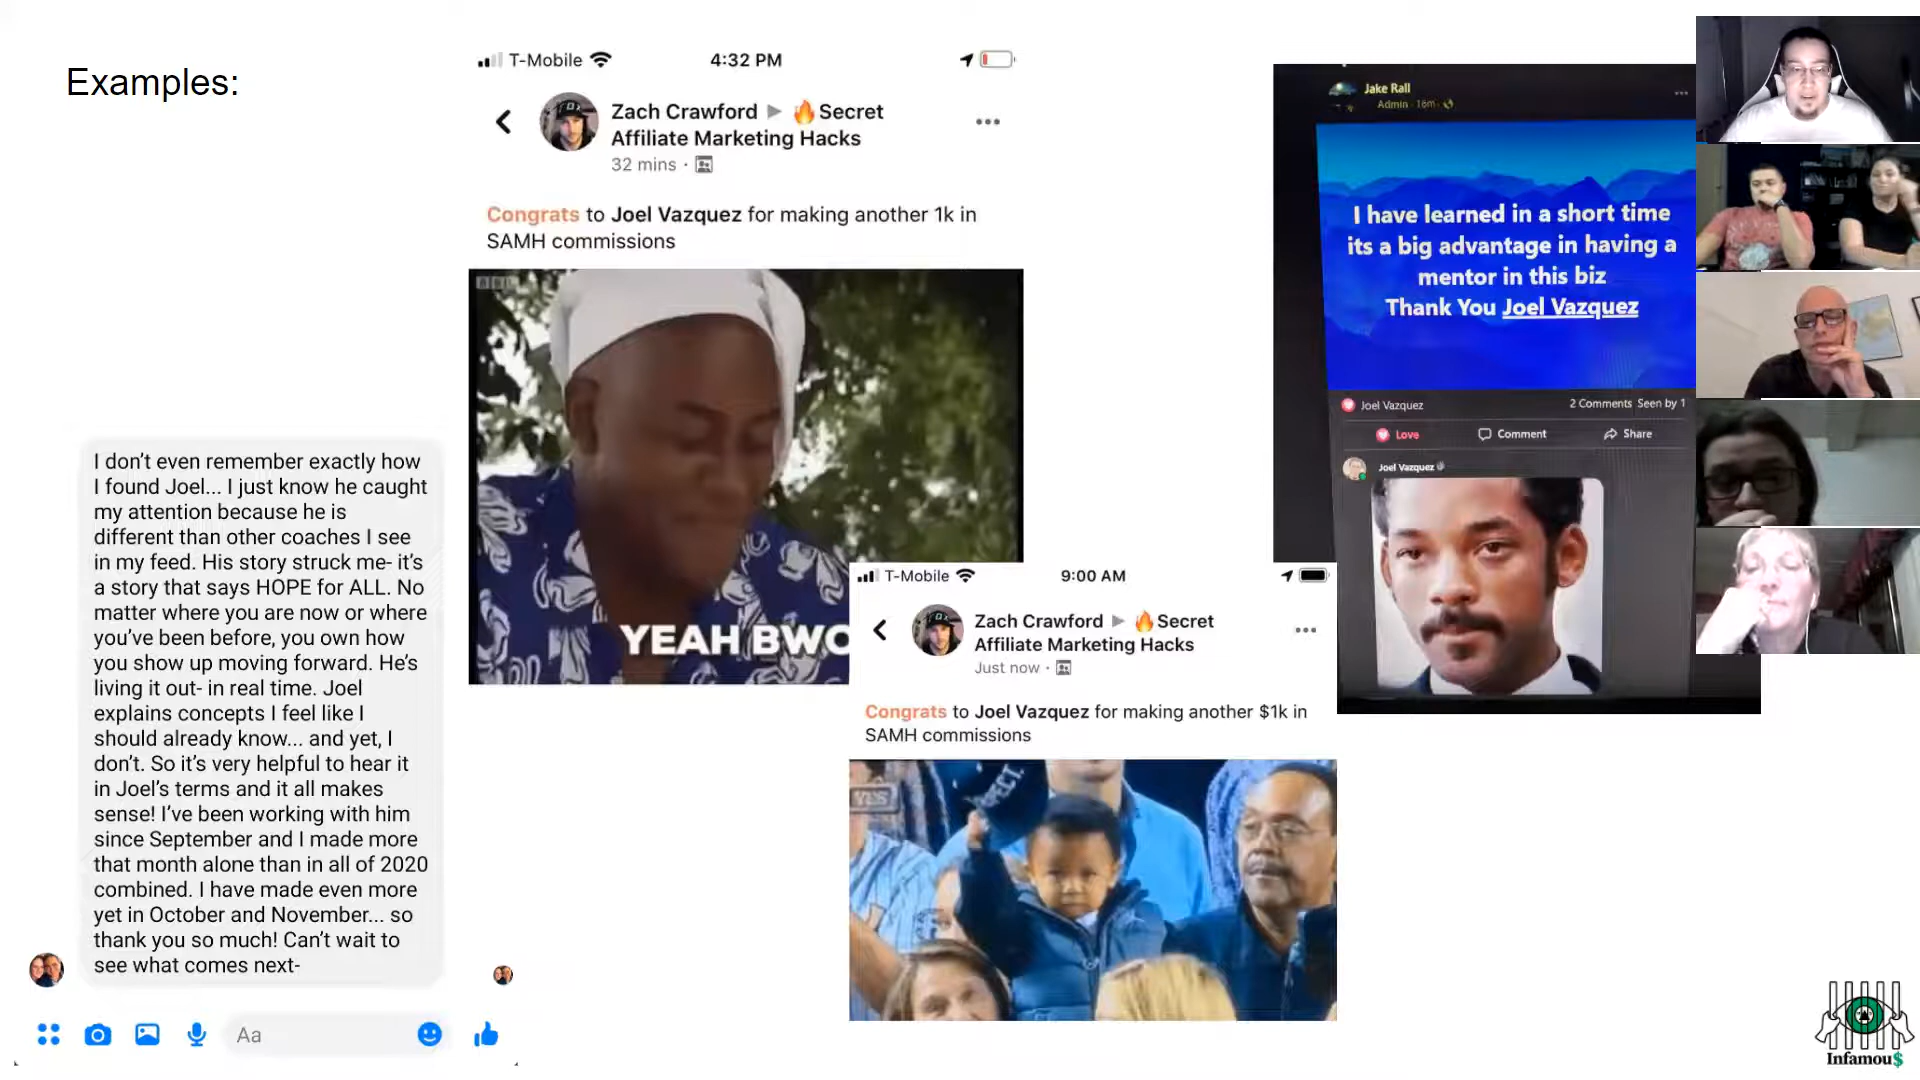 Examples:
T-Mobile
4:32 PM
Zach Crawford ▶ 🔥Secret
Affiliate Marketing Hacks
32 mins ·
Congrats to Joel Vazquez for making another 1k in
SAMH commissions
YEAH BWO
I don't even remember exactly how
I found Joel... I just know he caught
my attention because he is
different than other coaches I see
in my feed. His story struck me- it's
a story that says HOPE for ALL. No
matter where you are now or where
you've been before, you own how
you show up moving forward. He's
living it out- in real time. Joel
explains concepts I feel like I
should already know... and yet, I
don't. So it's very helpful to hear it
in Joel's terms and it all makes
sense! I've been working with him
since September and I made more
that month alone than in all of 2020
combined. I have made even more
yet in October and November... so
thank you so much! Can't wait to
see what comes next-
Aa
T-Mobile
9:00 AM
Zach Crawford ▶ 🔥Secret
Affiliate Marketing Hacks
Just now ·
Congrats to Joel Vazquez for making another $1k in
SAMH commissions
Jake Rall
Admin · 16m ·
I have learned in a short time
its a big advantage in having a
mentor in this biz
Thank You Joel Vazquez
Joel Vazquez
2 Comments Seen by 1
Love
Comment
Share
Joel Vazquez
Infamou$